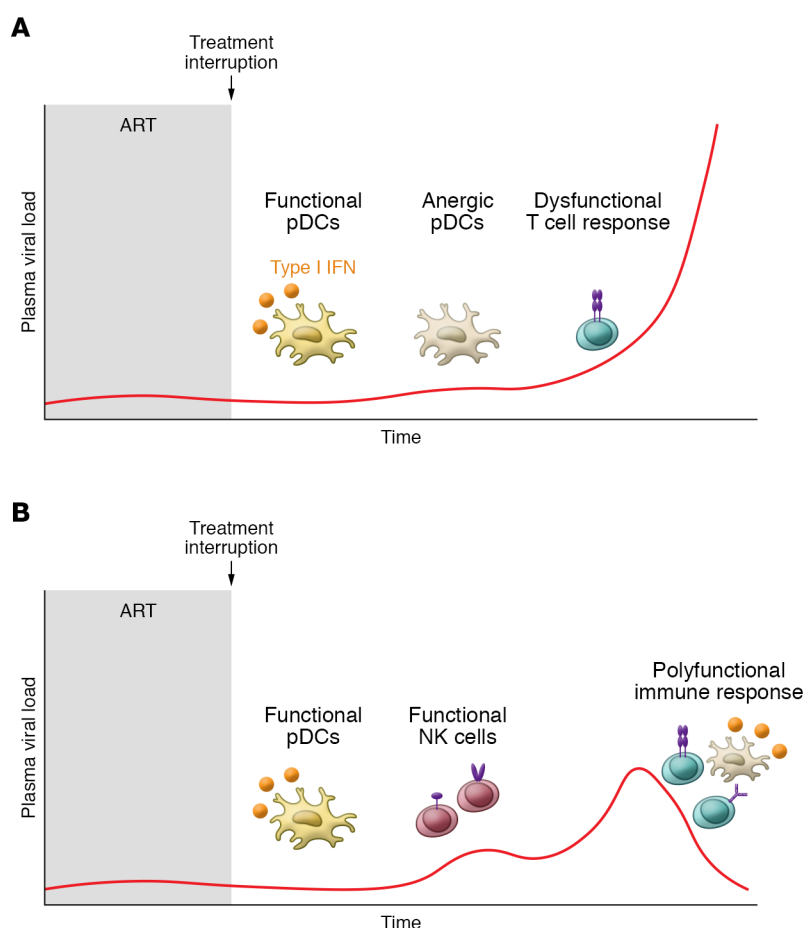 A
Treatment
interruption
ART
Plasma viral load
Functional
pDCs
Type I IFN
Anergic
pDCs
Dysfunctional
T cell response
Time
B
Treatment
interruption
ART
Plasma viral load
Functional
pDCs
Functional
NK cells
Polyfunctional
immune response
Time